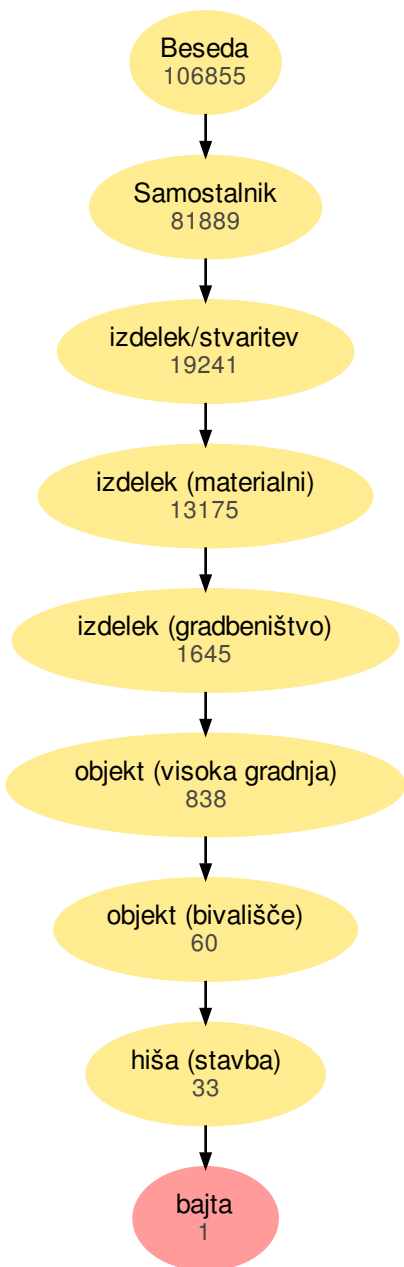 Beseda
106855
Samostalnik
81889
izdelek/stvaritev
19241
izdelek (materialni)
13175
izdelek (gradbeništvo)
1645
objekt (visoka gradnja)
838
objekt (bivališče)
60
hiša (stavba)
33
bajta
1